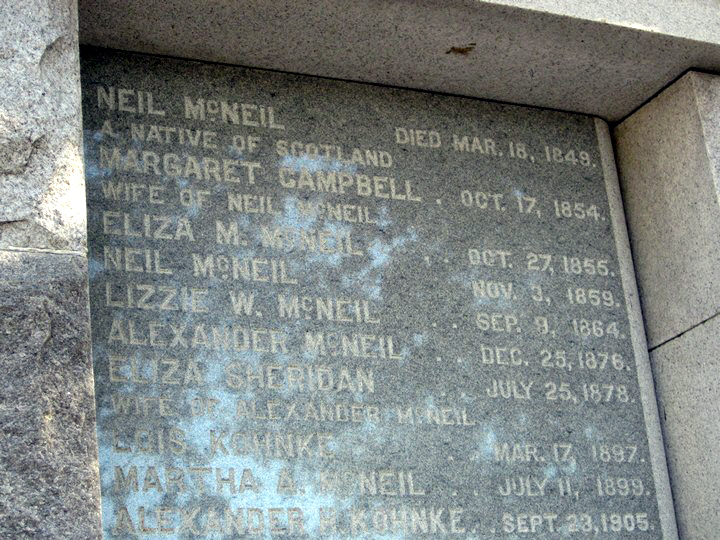 NEIL McNEIL DIED MAR. 18, 1849.
A NATIVE OF SCOTLAND
MARGARET CAMPBELL . OCT. 17, 1854.
WIFE OF NEIL McNEIL
ELIZA M. McNEIL . . OCT. 27, 1855.
NEIL McNEIL NOV. 3, 1859.
LIZZIE W. McNEIL . . SEP. 9, 1864.
ALEXANDER McNEIL . . DEC. 25, 1876.
ELIZA SHERIDAN . . JULY 25, 1878.
WIFE OF ALEXANDER McNEIL
LOIS KOHNKE . . MAR. 17, 1897.
MARTHA A. McNEIL . . JULY 11, 1899.
ALEXANDER H. KOHNKE . . SEPT. 23, 1905.